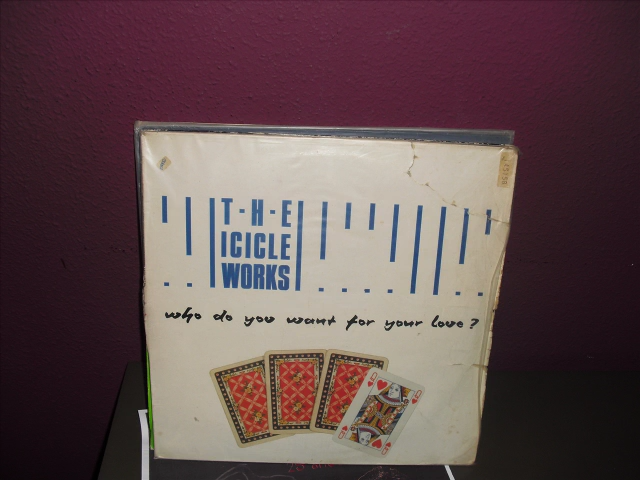 T-H-E
ICICLE
WORKS
who do you want for your love?
Q
Q